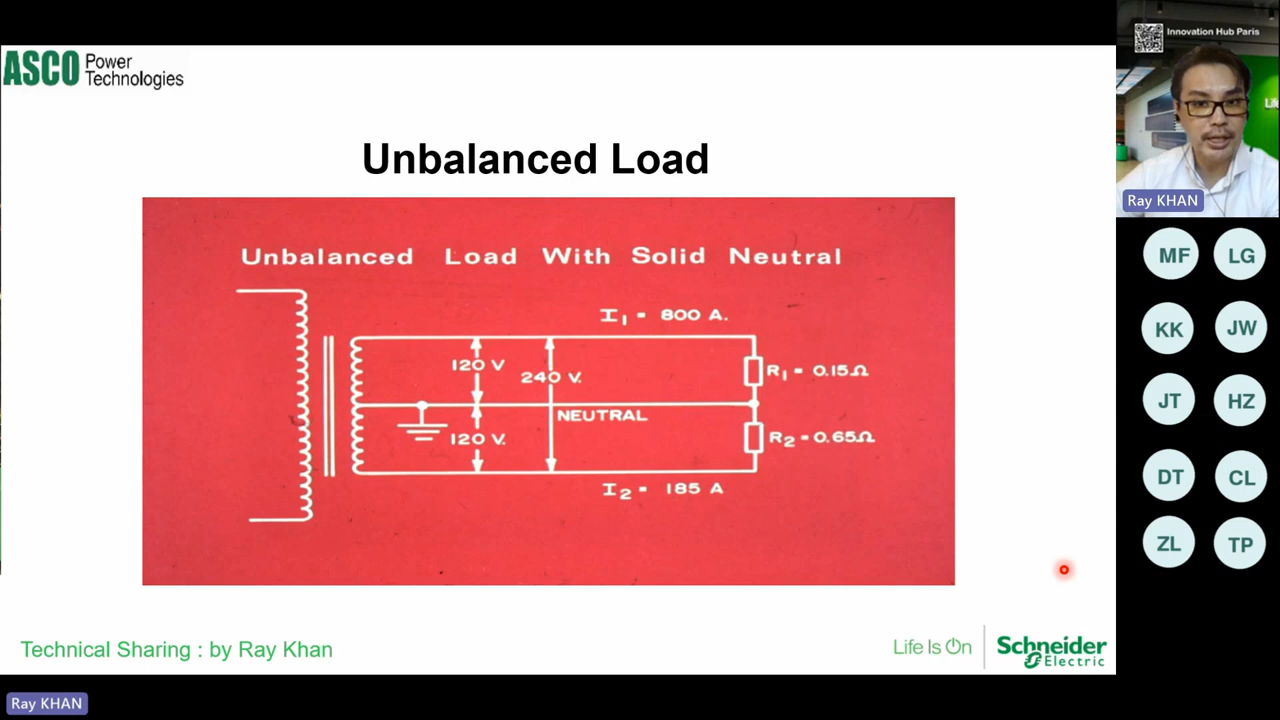 ASCO Power
Technologies
Innovation Hub Paris
Unbalanced Load
Ray KHAN
Unbalanced Load With Solid Neutral
I₁ = 800 A.
120 V
240 V.
R₁ = 0.15Ω
NEUTRAL
120 V.
R₂ = 0.65Ω
I₂ = 185 A
MF
LG
KK
JW
JT
HZ
DT
CL
ZL
TP
Technical Sharing : by Ray Khan
Life Is On
Schneider
Electric
Ray KHAN